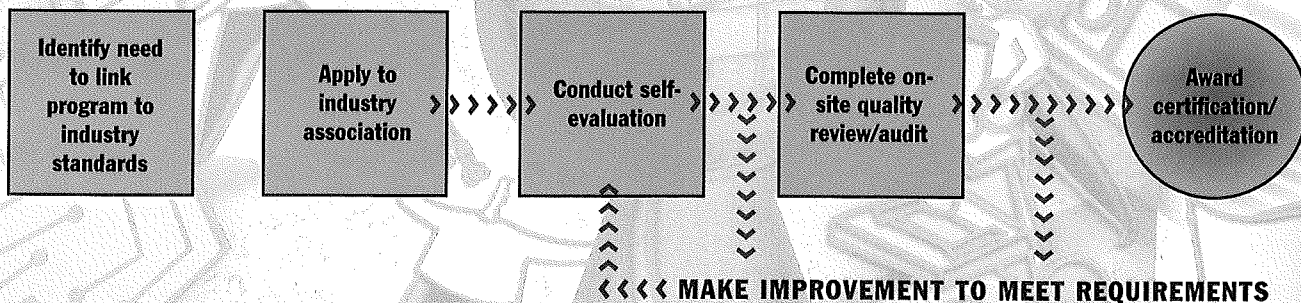 Identify need
to link
program to
industry
standards
Apply to
industry
association
Conduct self-
evaluation
Complete on-
site quality
review/audit
Award
certification/
accreditation
MAKE IMPROVEMENT TO MEET REQUIREMENTS